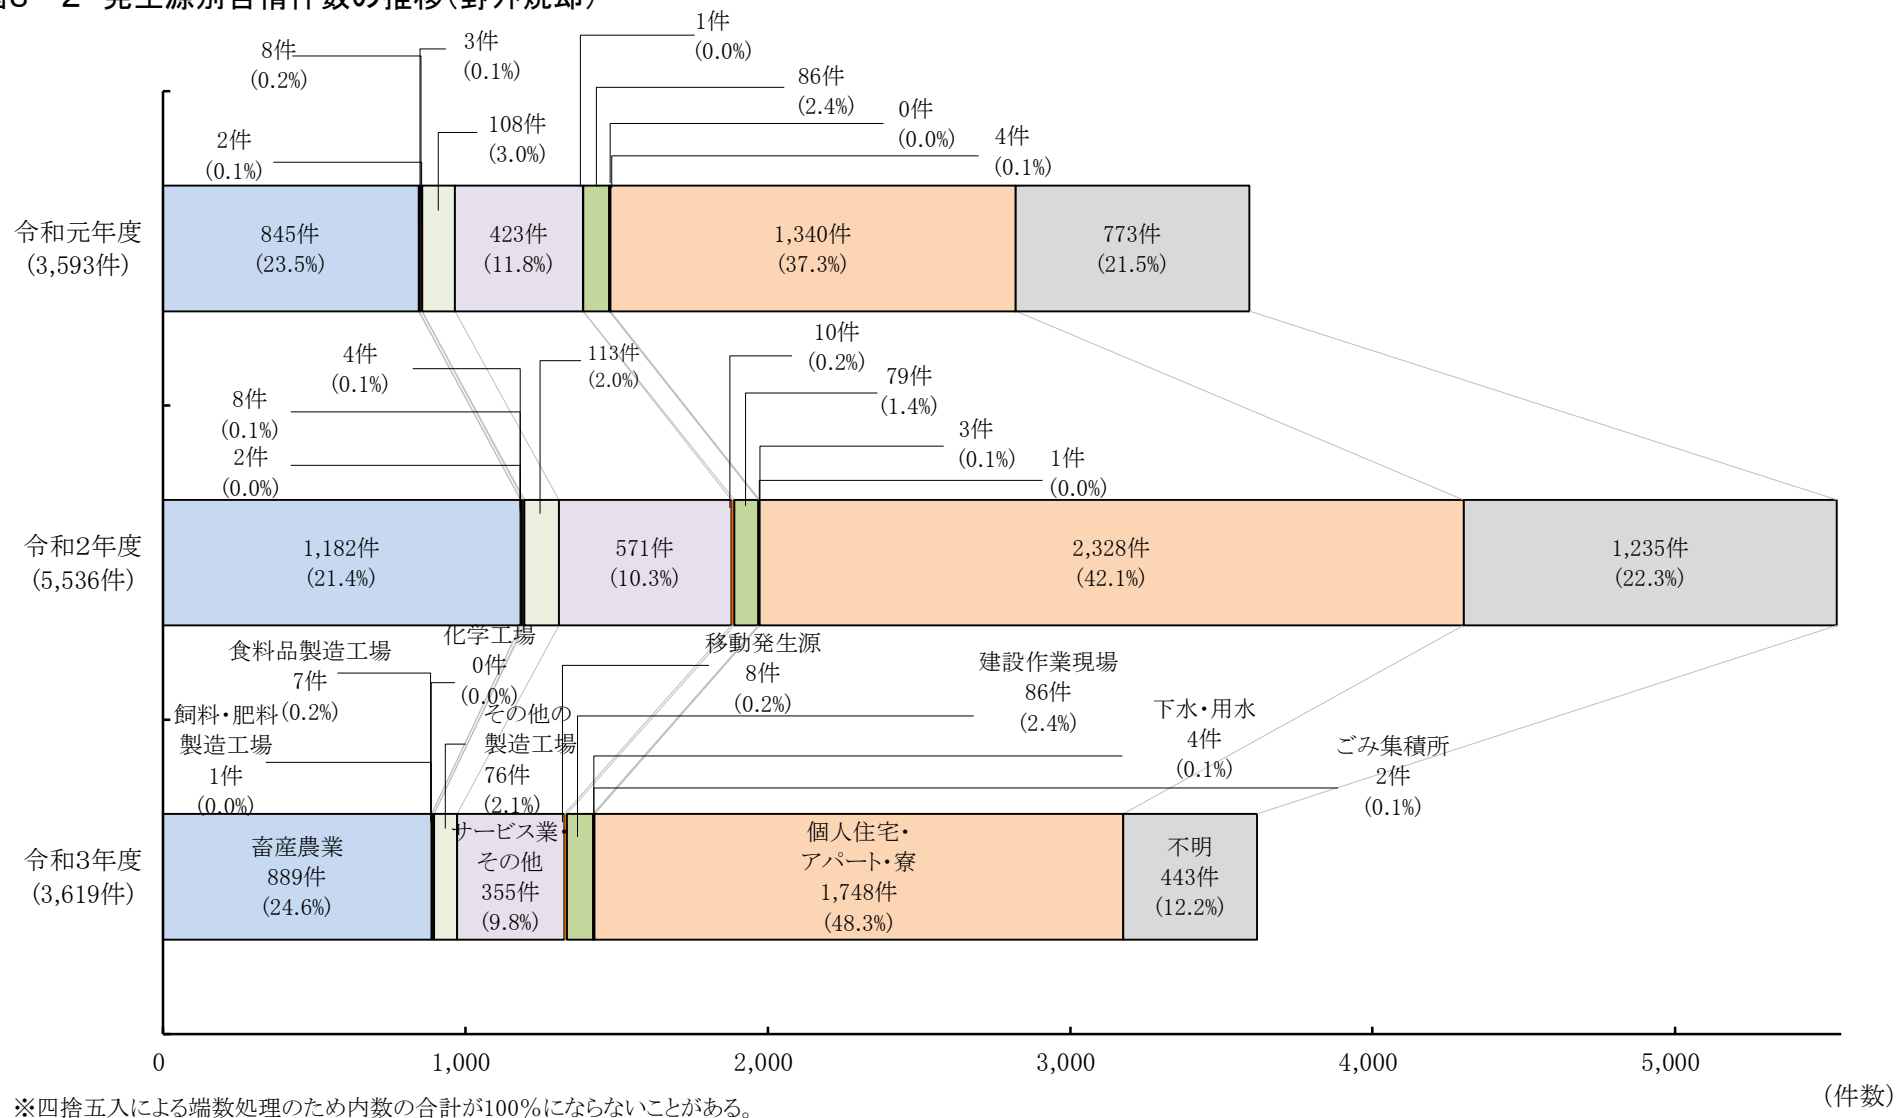 発生源別苦情件数の推移（野外焼却）
1件
(0.0%)
8件
(0.2%)
3件
(0.1%)
86件
(2.4%)
0件
(0.0%)
2件
(0.1%)
108件
(3.0%)
4件
(0.1%)
令和元年度
(3,593件)
845件
(23.5%)
423件
(11.8%)
1,340件
(37.3%)
773件
(21.5%)
4件
(0.1%)
113件
(2.0%)
10件
(0.2%)
79件
(1.4%)
8件
(0.1%)
3件
(0.1%)
2件
(0.0%)
1件
(0.0%)
令和2年度
(5,536件)
1,182件
(21.4%)
571件
(10.3%)
2,328件
(42.1%)
1,235件
(22.3%)
食料品製造工場
7件
(0.2%)
化学工場
0件
(0.0%)
移動発生源
8件
(0.2%)
建設作業現場
86件
(2.4%)
飼料・肥料
製造工場
1件
(0.0%)
その他の
製造工場
76件
(2.1%)
下水・用水
4件
(0.1%)
ごみ集積所
2件
(0.1%)
令和3年度
(3,619件)
畜産農業
889件
(24.6%)
サービス業・
その他
355件
(9.8%)
個人住宅・
アパート・寮
1,748件
(48.3%)
不明
443件
(12.2%)
0 1,000 2,000 3,000 4,000 5,000
(件数)
※四捨五入による端数処理のため内数の合計が100%にならないことがある。